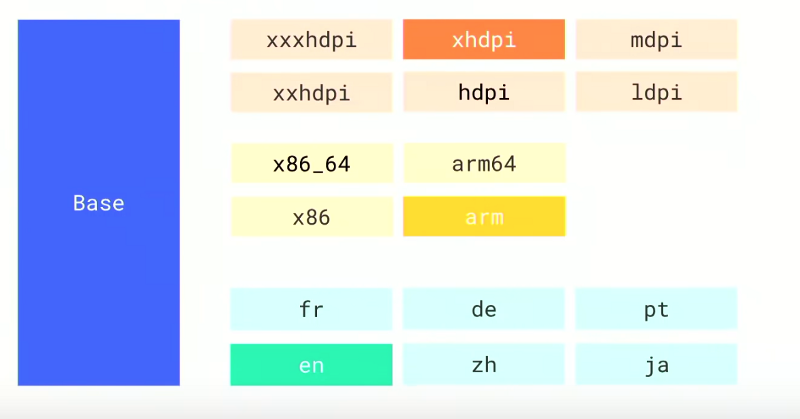 xxxhdpi xhdpi mdpi
xxhdpi hdpi ldpi
x86_64 arm64
Base
x86 arm
fr de pt
en zh ja